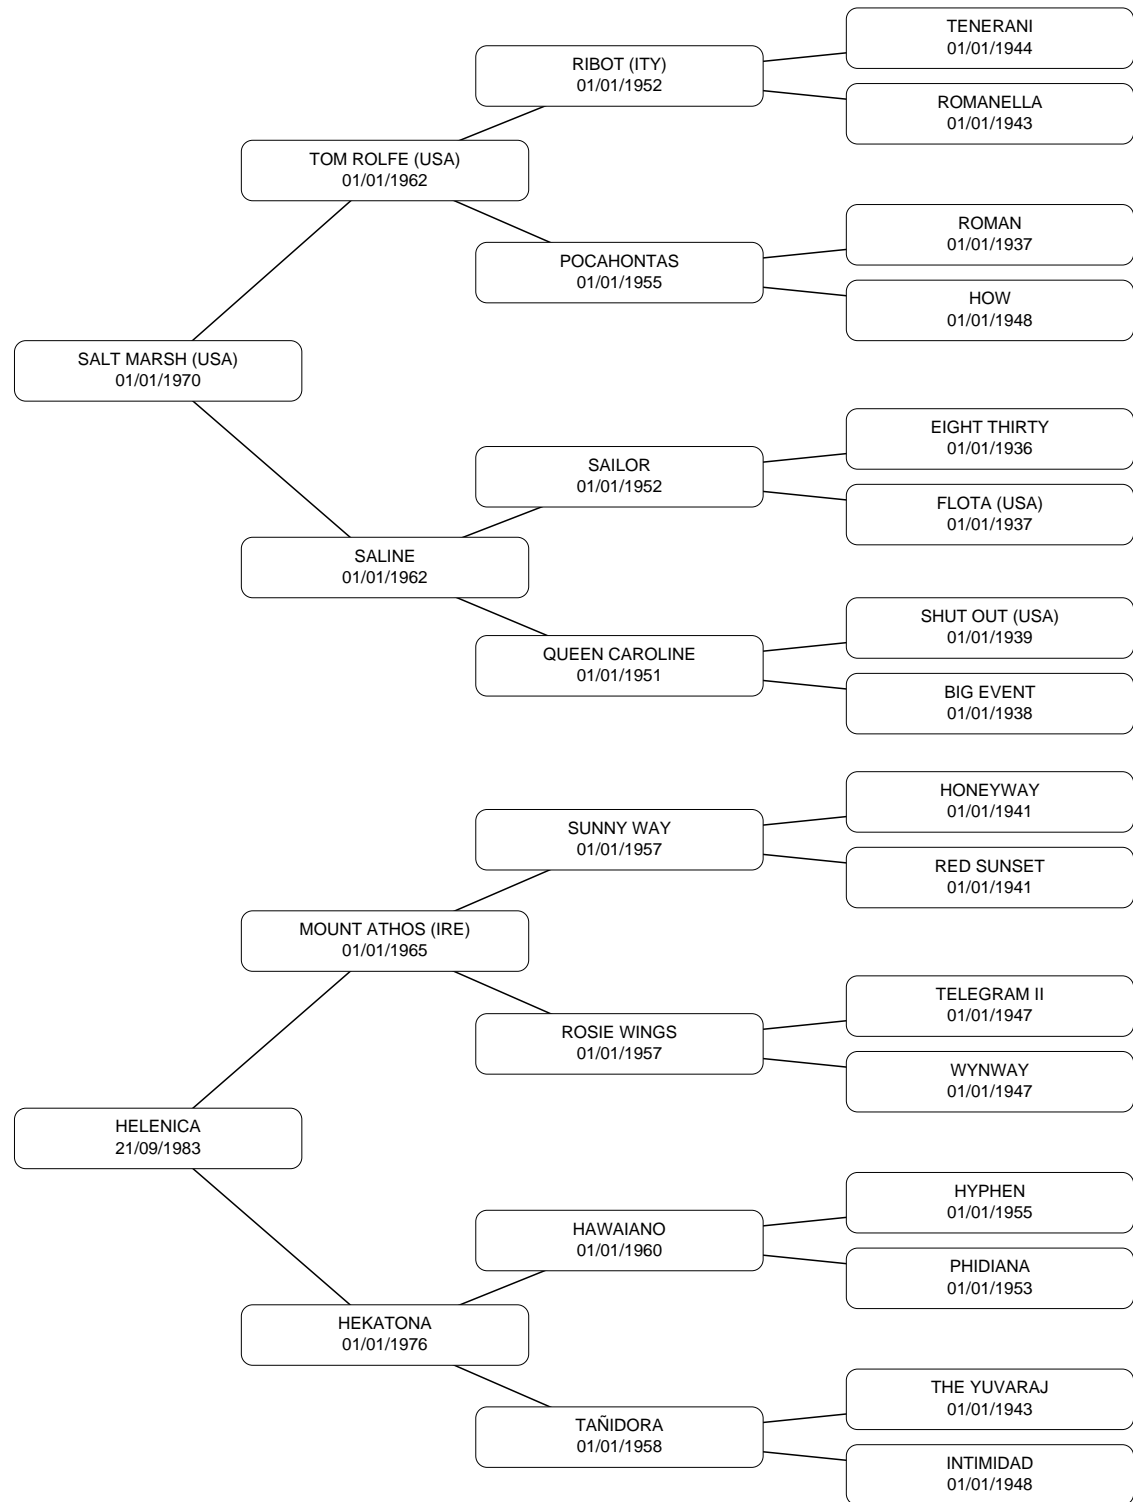 TENERANI
01/01/1944
RIBOT (ITY)
01/01/1952
ROMANELLA
01/01/1943
TOM ROLFE (USA)
01/01/1962
ROMAN
01/01/1937
POCAHONTAS
01/01/1955
HOW
01/01/1948
SALT MARSH (USA)
01/01/1970
EIGHT THIRTY
01/01/1936
SAILOR
01/01/1952
FLOTA (USA)
01/01/1937
SALINE
01/01/1962
SHUT OUT (USA)
01/01/1939
QUEEN CAROLINE
01/01/1951
BIG EVENT
01/01/1938
HONEYWAY
01/01/1941
SUNNY WAY
01/01/1957
RED SUNSET
01/01/1941
MOUNT ATHOS (IRE)
01/01/1965
TELEGRAM II
01/01/1947
ROSIE WINGS
01/01/1957
WYNWAY
01/01/1947
HELENICA
21/09/1983
HYPHEN
01/01/1955
HAWAIANO
01/01/1960
PHIDIANA
01/01/1953
HEKATONA
01/01/1976
THE YUVARAJ
01/01/1943
TAÑIDORA
01/01/1958
INTIMIDAD
01/01/1948